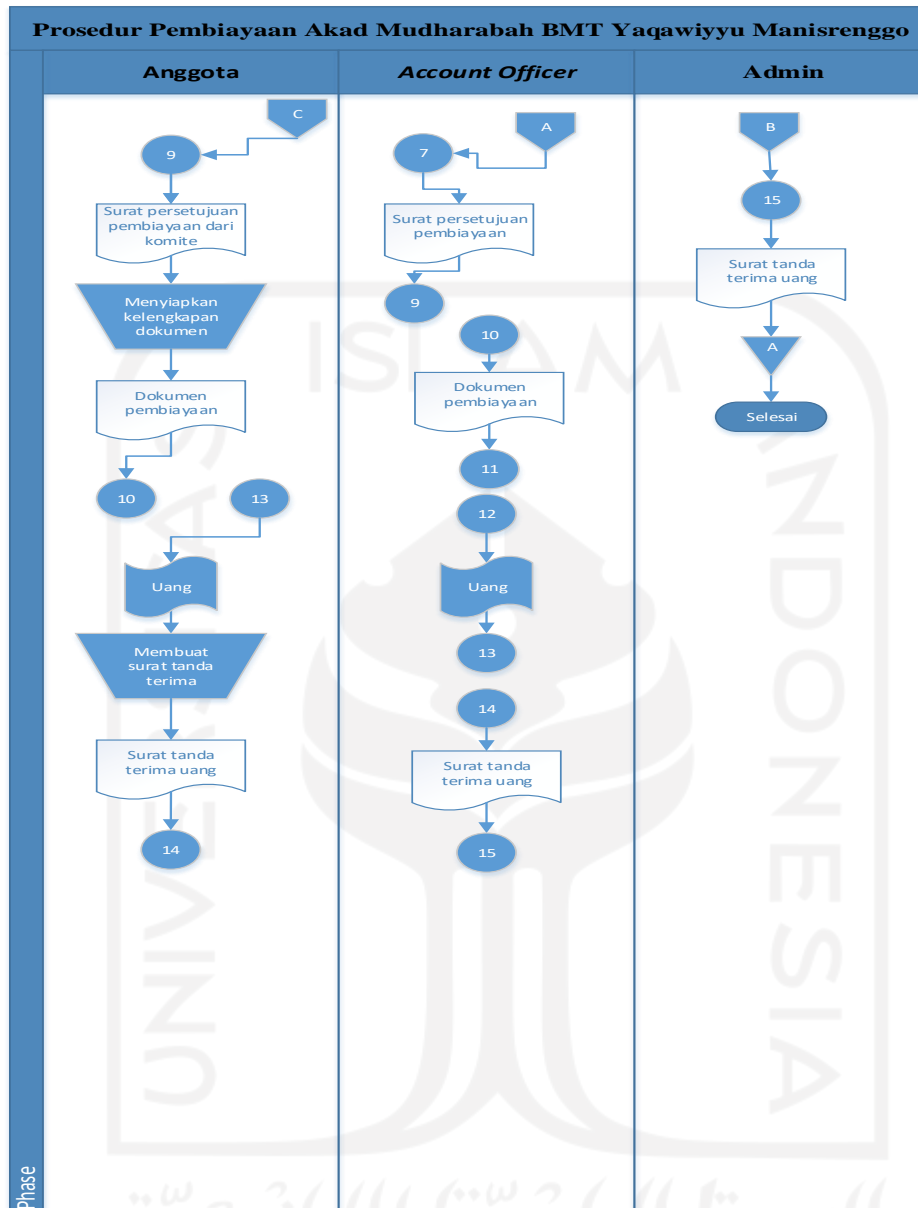 Prosedur Pembiayaan Akad Mudharabah BMT Yaqawiyyu Manisrenggo
Anggota
Account Officer
Admin
C
9
Surat persetujuan
pembiayaan dari
komite
Menyiapkan
kelengkapan
dokumen
Dokumen
pembiayaan
10
13
Uang
Membuat
surat tanda
terima
Surat tanda
terima uang
14
A
7
Surat persetujuan
pembiayaan
9
10
Dokumen
pembiayaan
11
12
Uang
13
14
Surat tanda
terima uang
15
B
15
Surat tanda
terima uang
A
Selesai
Phase
UNIVERSITAS
ISLAM
INDONESIA